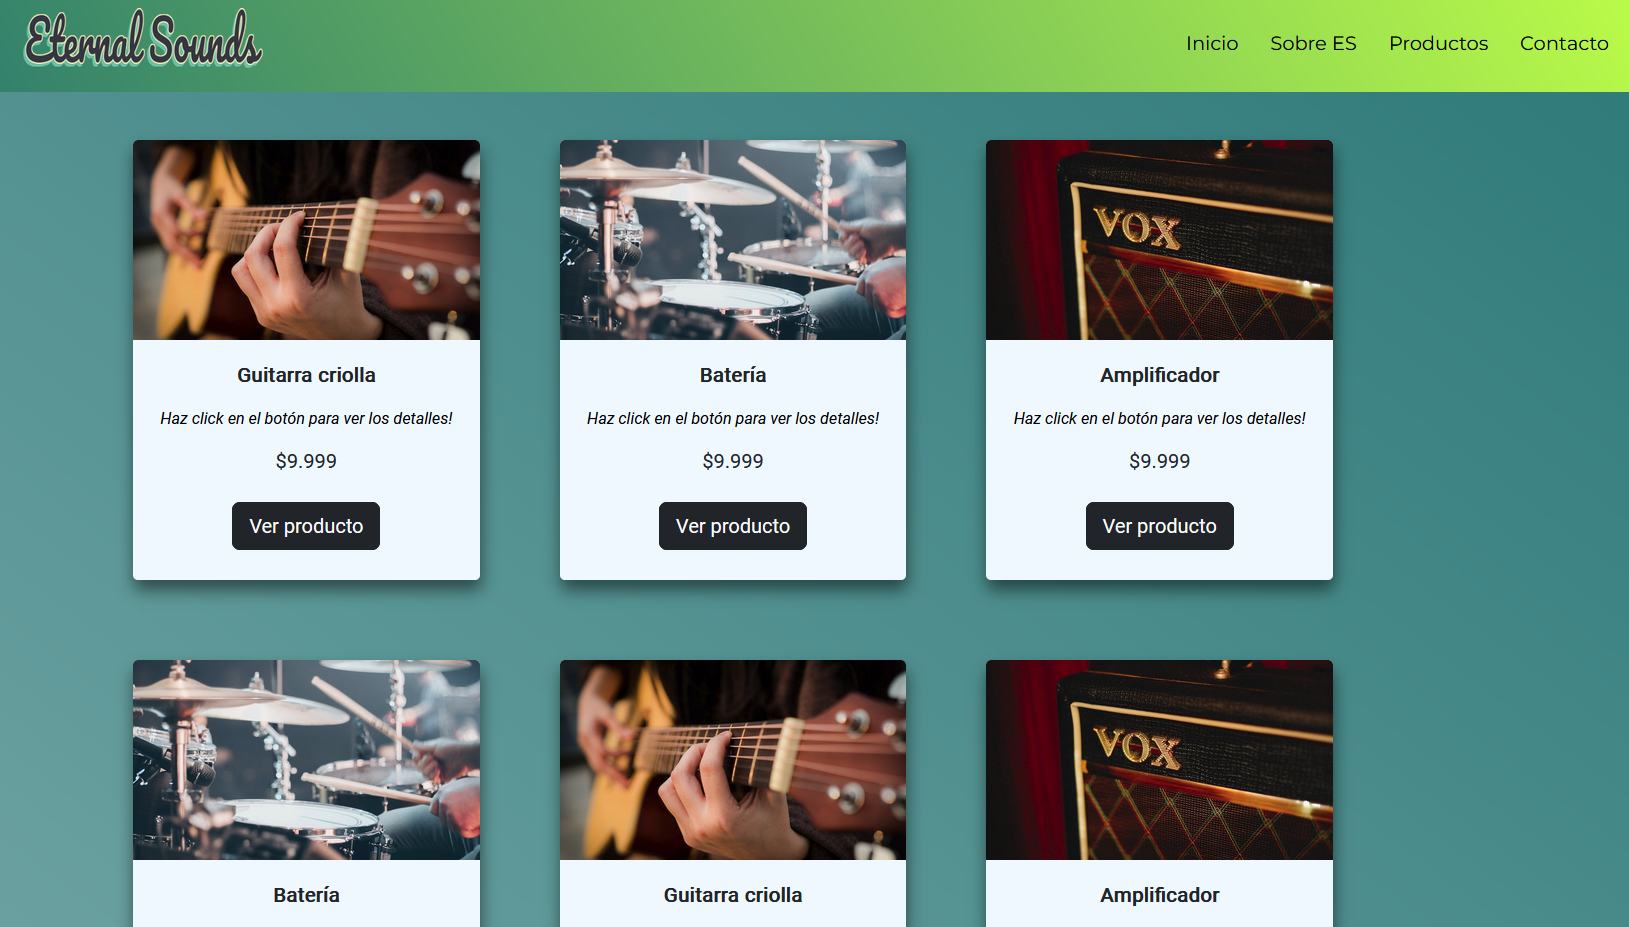 Eternal Sounds
Inicio Sobre ES Productos Contacto
VOX
Guitarra criolla
Haz click en el botón para ver los detalles!
$9.999
Ver producto
Batería
Haz click en el botón para ver los detalles!
$9.999
Ver producto
Amplificador
Haz click en el botón para ver los detalles!
$9.999
Ver producto
VOX
Batería
Guitarra criolla
Amplificador